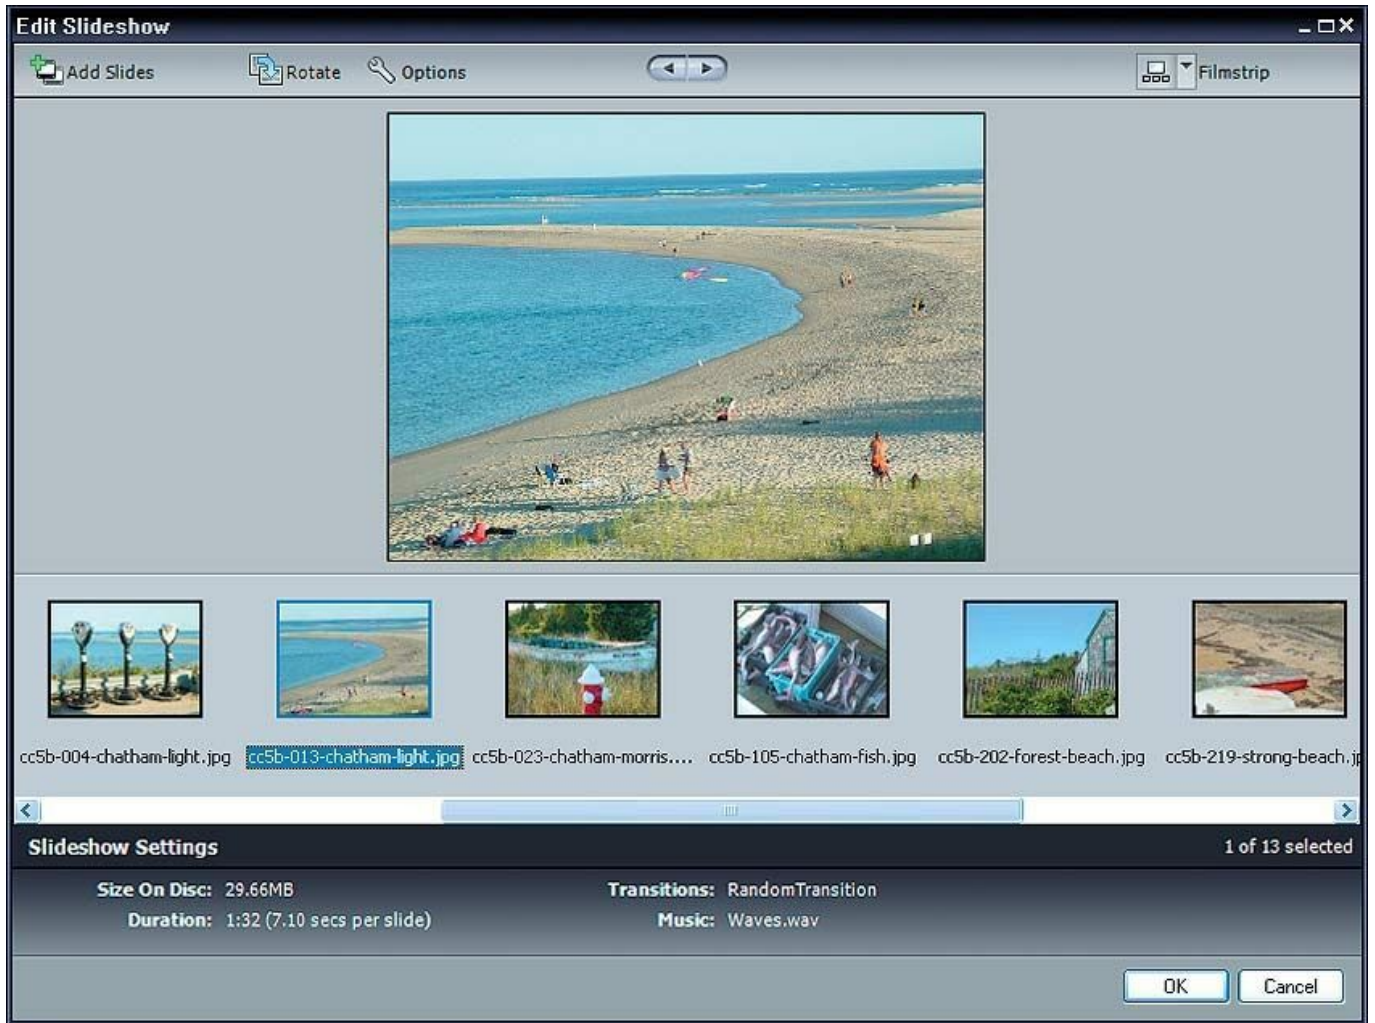 Edit Slideshow
Add Slides Rotate Options Filmstrip
cc5b-004-chatham-light.jpg cc5b-013-chatham-light.jpg cc5b-023-chatham-morris.... cc5b-105-chatham-fish.jpg cc5b-202-forest-beach.jpg cc5b-219-strong-beach.jp
Slideshow Settings 1 of 13 selected
Size On Disc: 29.66MB Transitions: RandomTransition
Duration: 1:32 (7.10 secs per slide) Music: Waves.wav
OK Cancel